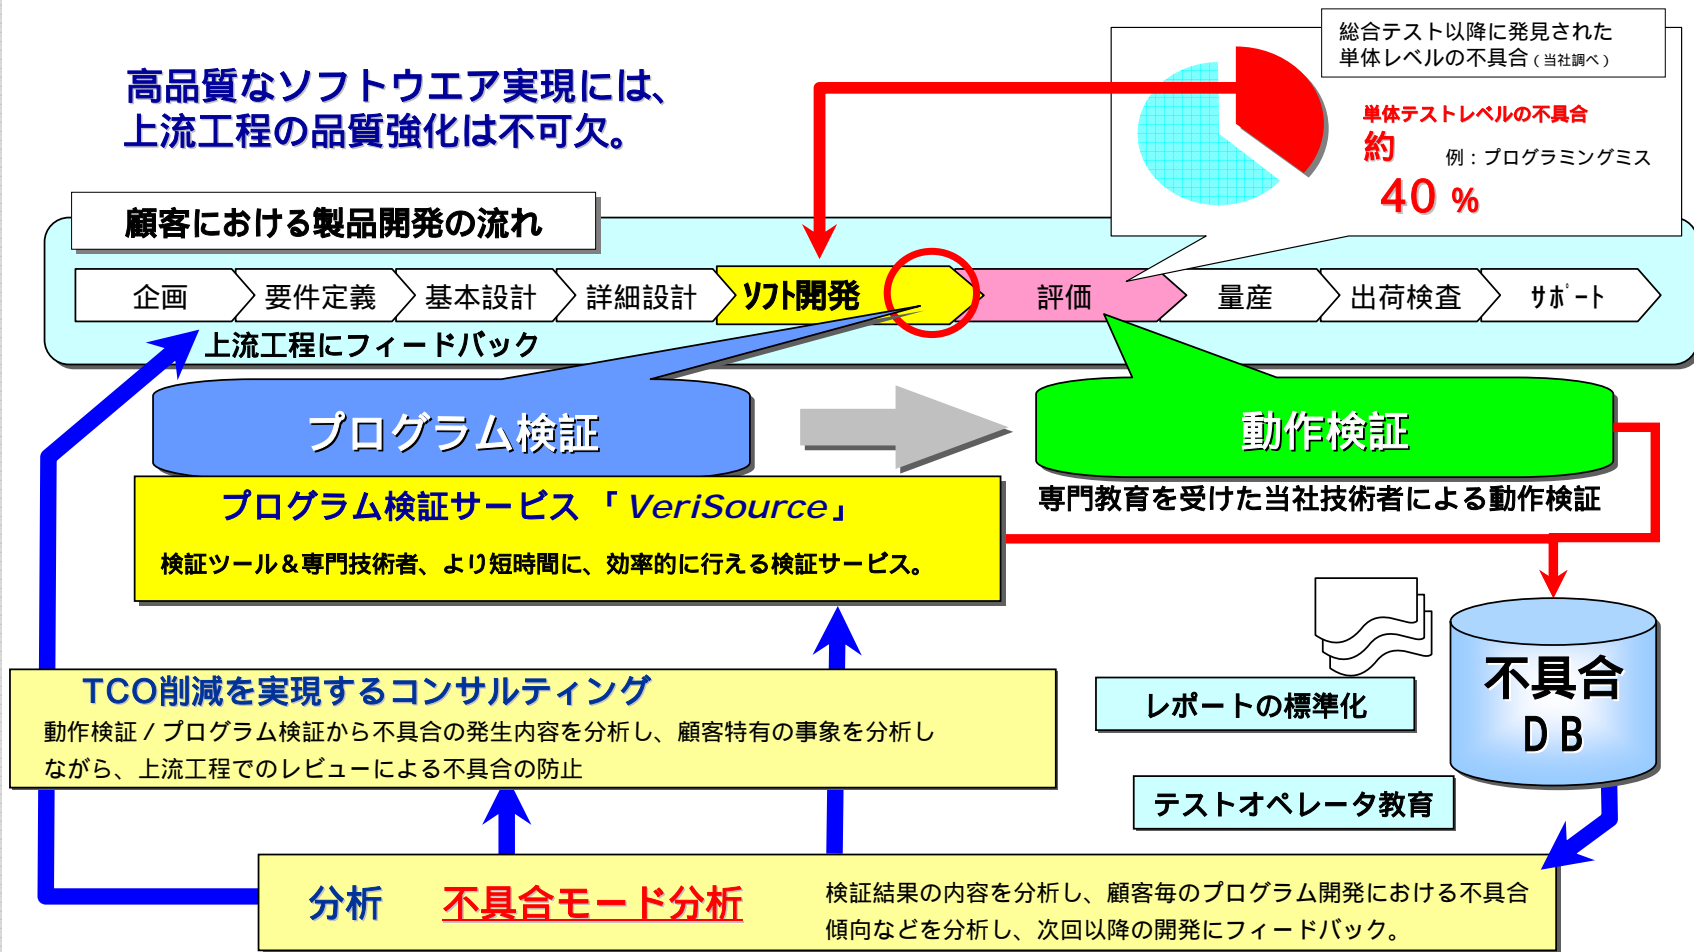 高品質なソフトウエア実現には、
上流工程の品質強化は不可欠。
総合テスト以降に発見された
単体レベルの不具合(当社調べ)
単体テストレベルの不具合
約
例:プログラミングミス
40 %
顧客における製品開発の流れ
企画
要件定義
基本設計
詳細設計
ソフト開発
評価
量産
出荷検査
サポート
上流工程にフィードバック
プログラム検証
動作検証
プログラム検証サービス 「VeriSource」
検証ツール&専門技術者、より短時間に、効率的に行える検証サービス。
専門教育を受けた当社技術者による動作検証
不具合
DB
レポートの標準化
テストオペレータ教育
TCO削減を実現するコンサルティング
動作検証/プログラム検証から不具合の発生内容を分析し、顧客特有の事象を分析し
ながら、上流工程でのレビューによる不具合の防止
分析 不具合モード分析
検証結果の内容を分析し、顧客毎のプログラム開発における不具合
傾向などを分析し、次回以降の開発にフィードバック。